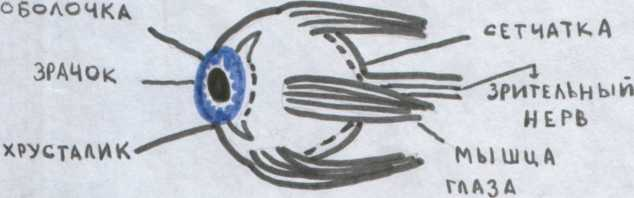 ОБОЛОЧКА
ЗРАЧОК
ХРУСТАЛИК
СЕТЧАТКА
ЗРИТЕЛЬНЫЙ
НЕРВ
МЫШЦА
ГЛАЗА